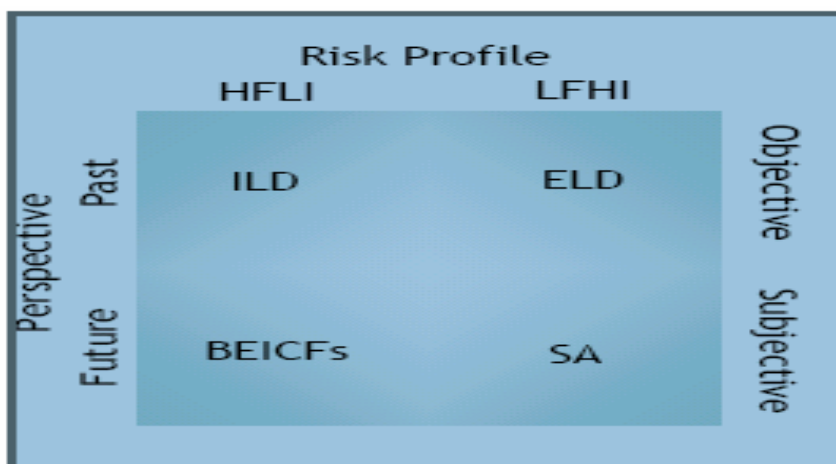 Risk Profile
HFLI LFHI
Perspective
Past
ILD ELD
Objective
Future
BEICFs SA
Subjective